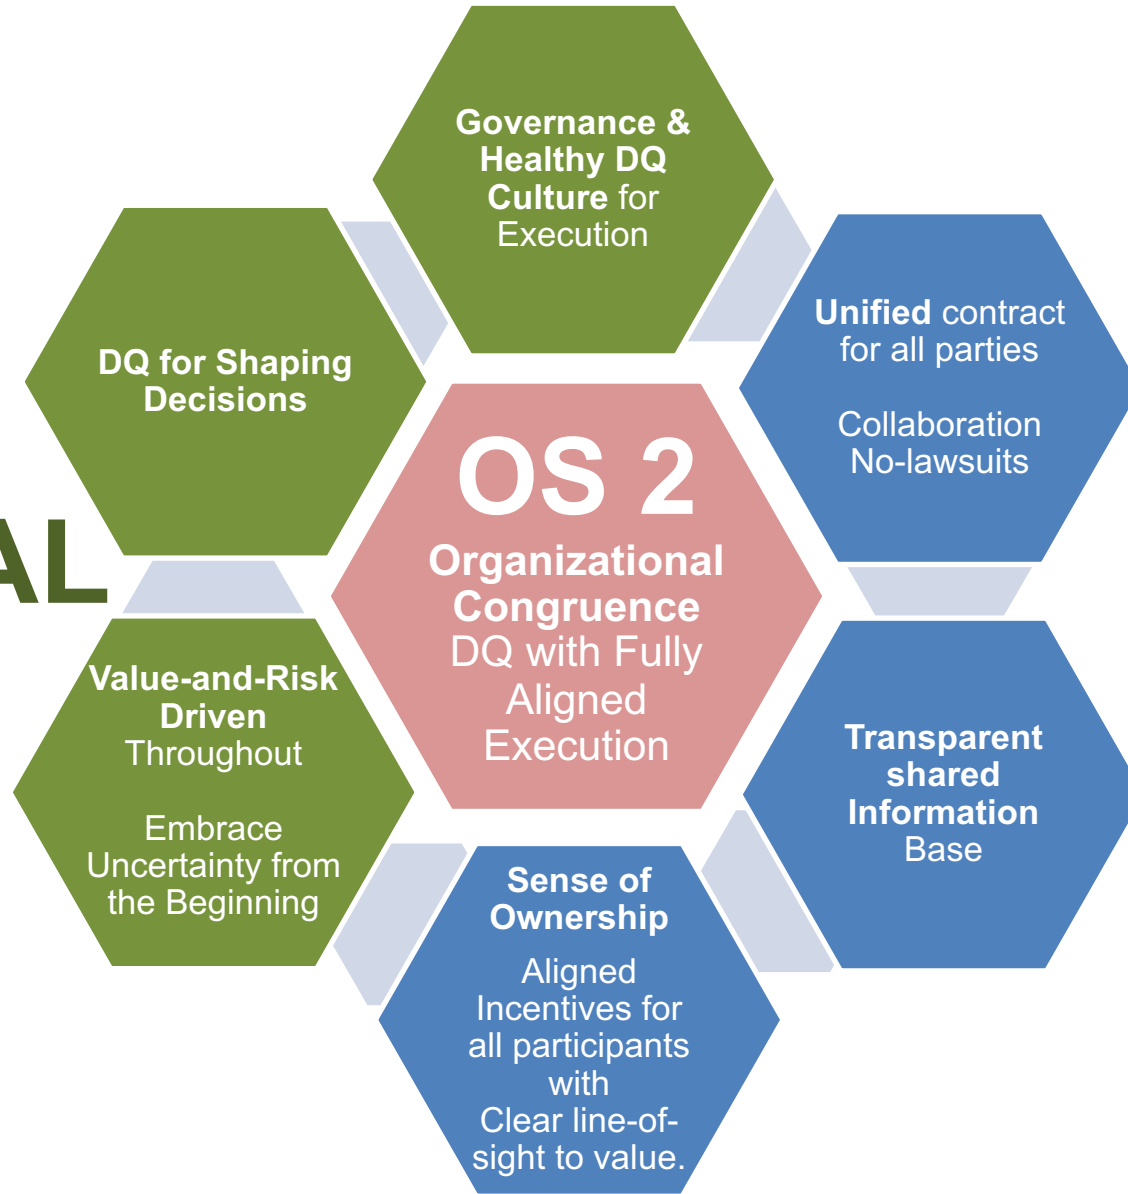 Governance &
Healthy DQ
Culture for
Execution
DQ for Shaping
Decisions
Unified contract
for all parties
Collaboration
No-lawsuits
OS 2
Organizational
Congruence
DQ with Fully
Aligned
Execution
AL
Value-and-Risk
Driven
Throughout
Embrace
Uncertainty from
the Beginning
Transparent
shared
Information
Base
Sense of
Ownership
Aligned
Incentives for
all participants
with
Clear line-of-
sight to value.